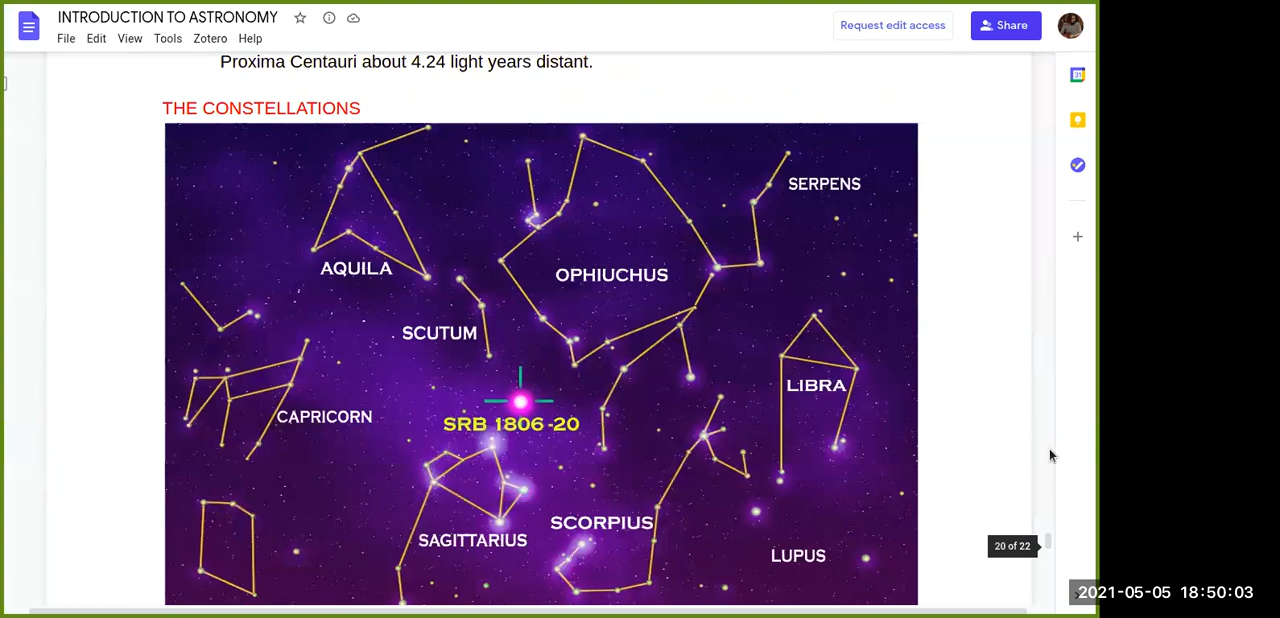 INTRODUCTION TO ASTRONOMY
File Edit View Tools Zotero Help
Request edit access
Share
31
Proxima Centauri about 4.24 light years distant.
THE CONSTELLATIONS
SERPENS
AQUILA
OPHIUCHUS
SCUTUM
LIBRA
CAPRICORN
SRB 1806-20
SCORPIUS
SAGITTARIUS
LUPUS
20 of 22
2021-05-05 18:50:03